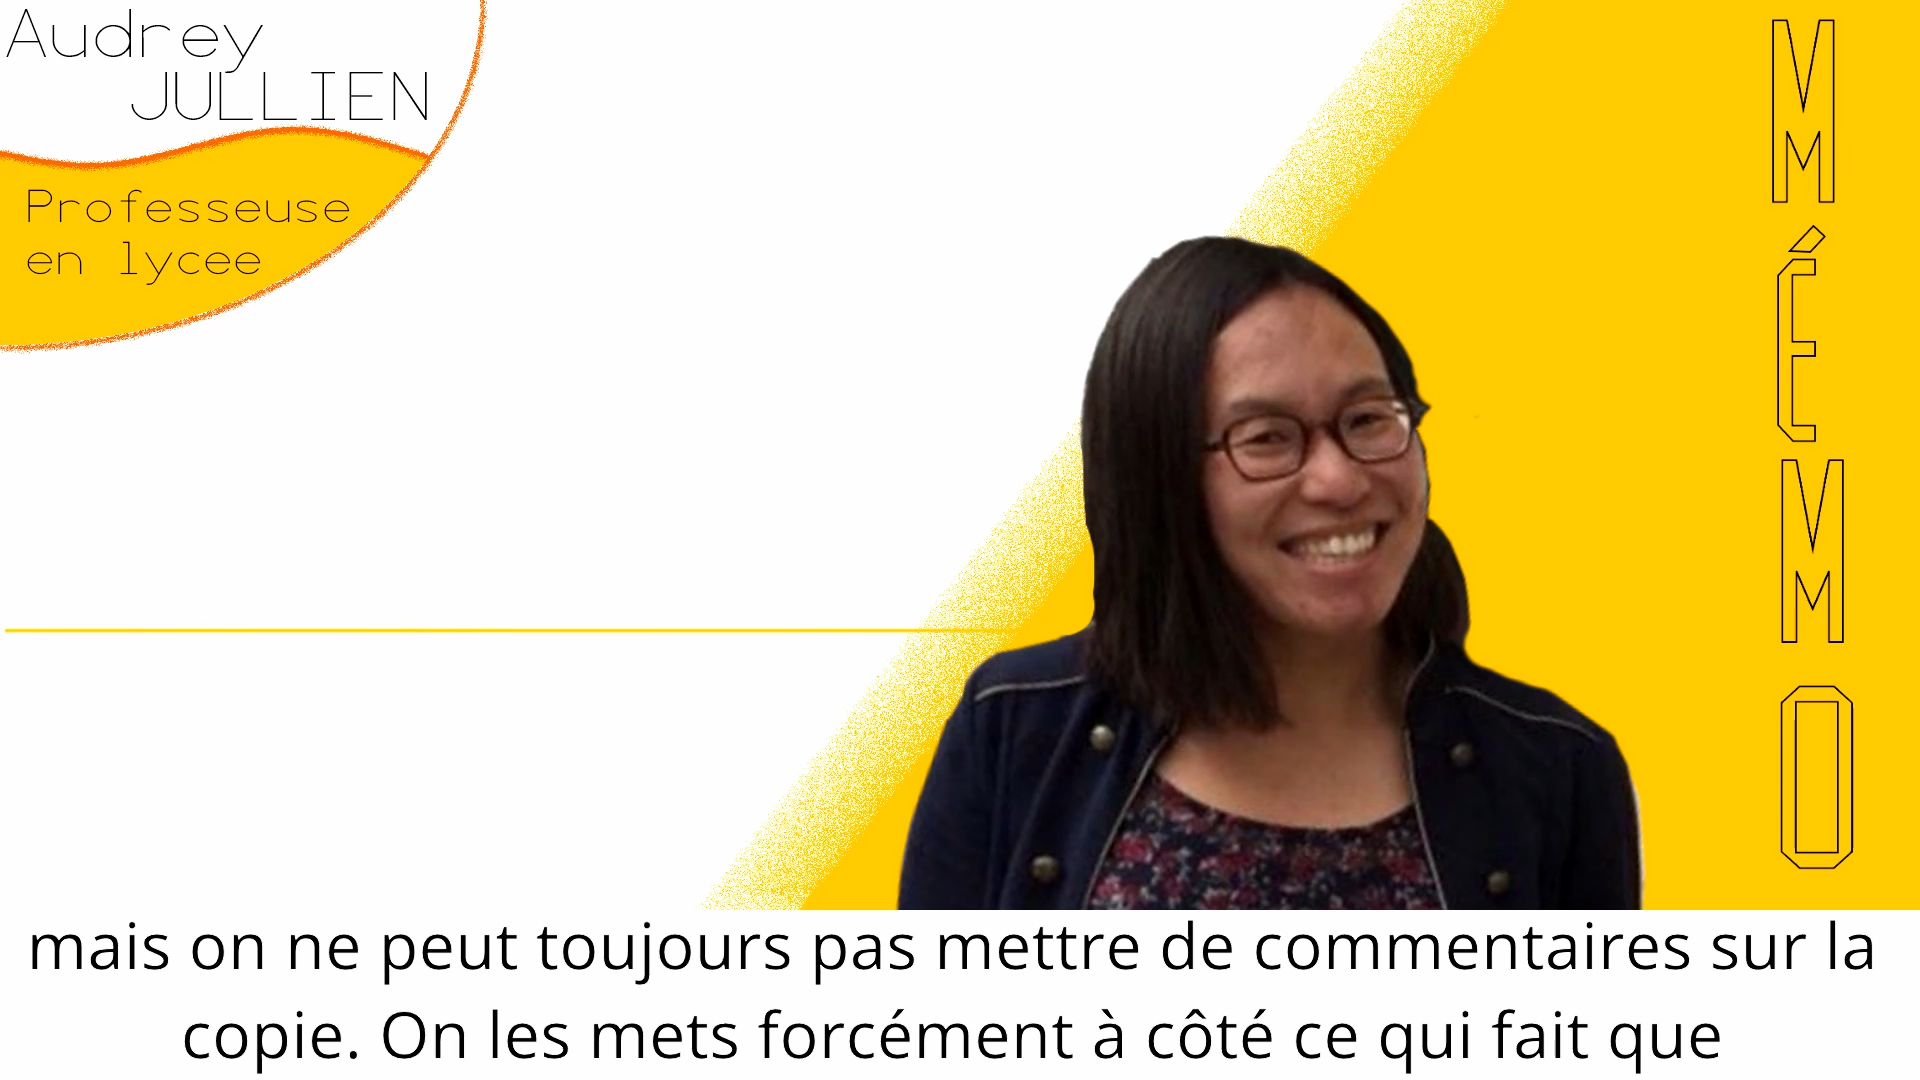 Audrey
JULLIEN
Professeuse
en lycee
MÉMO
mais on ne peut toujours pas mettre de commentaires sur la
copie. On les mets forcément à côté ce qui fait que